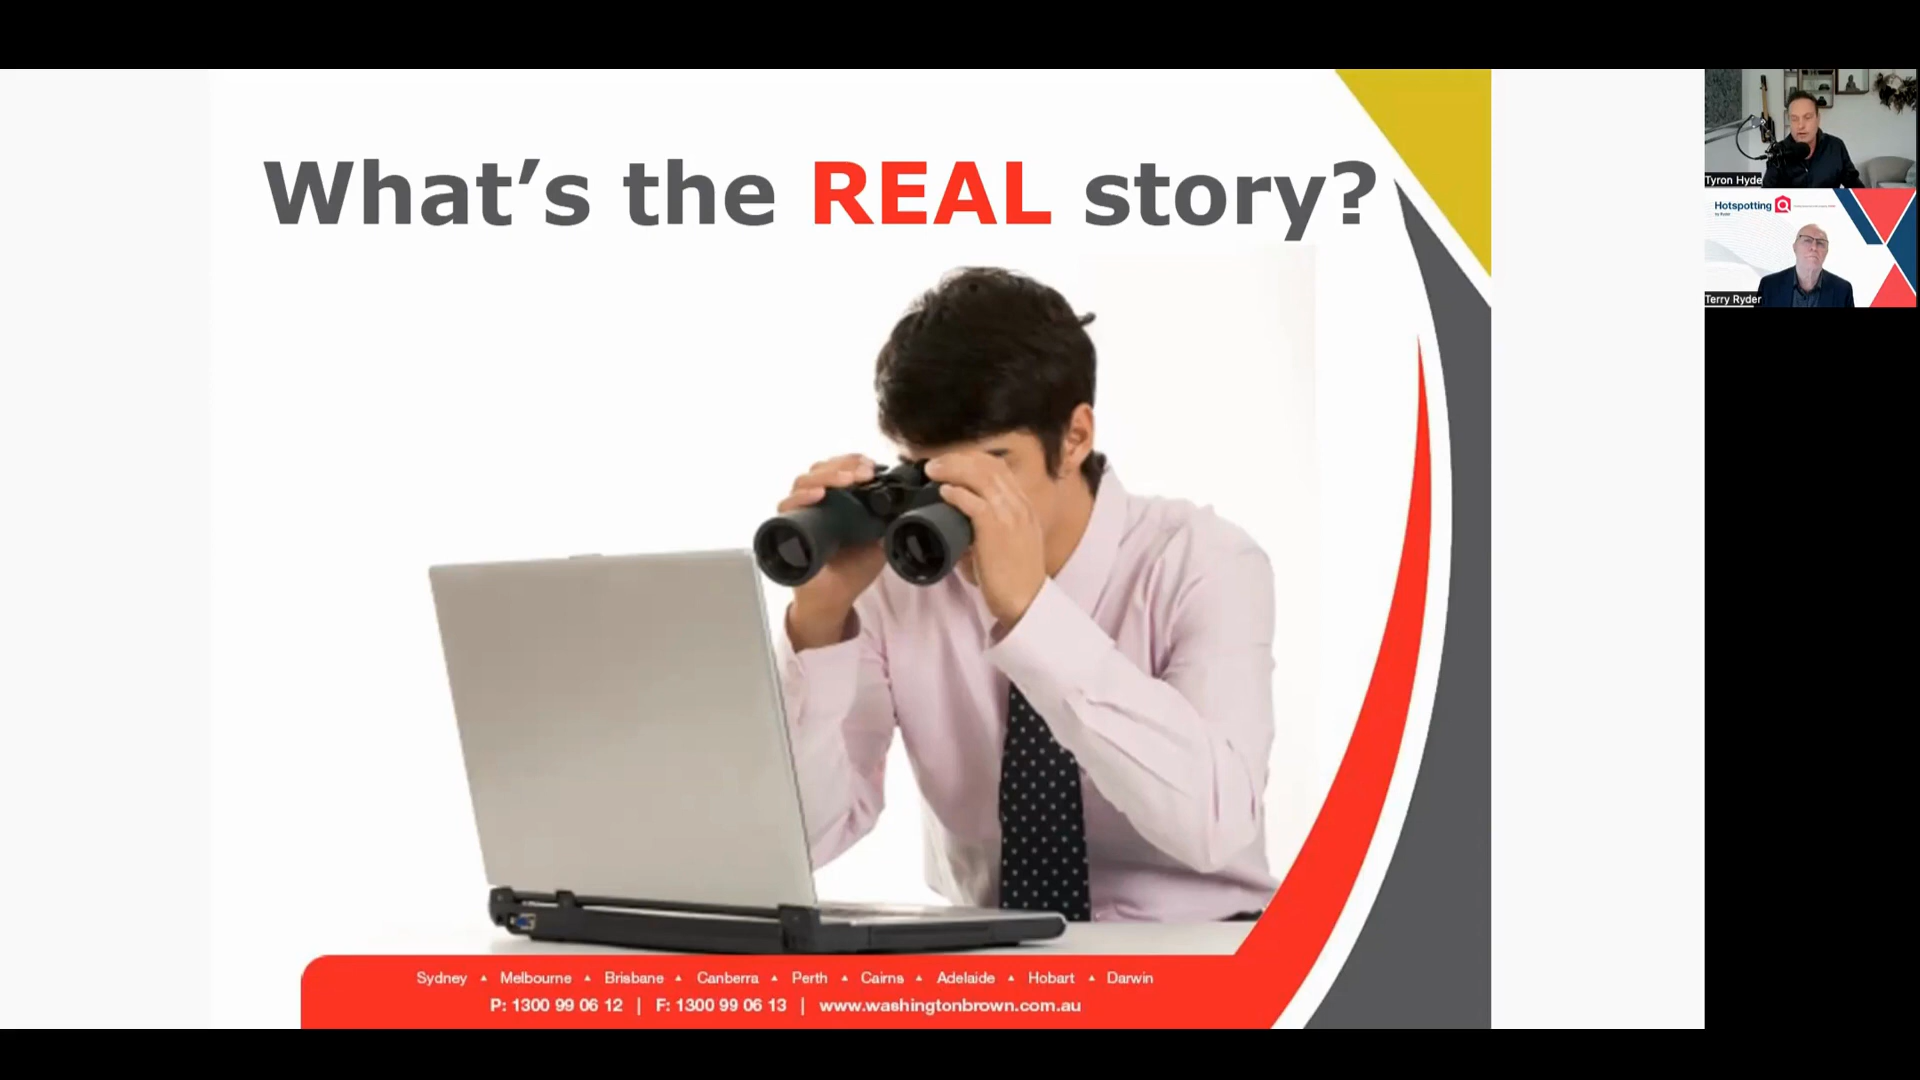 What's the REAL story?
Sydney ▲ Melbourne ▲ Brisbane ▲ Canberra ▲ Perth ▲ Cairns ▲ Adelaide ▲ Hobart ▲ Darwin
P: 1300 99 06 12 | F: 1300 99 06 13 | www.washingtonbrown.com.au
Tyron Hyde
Hotspotting
Terry Ryder